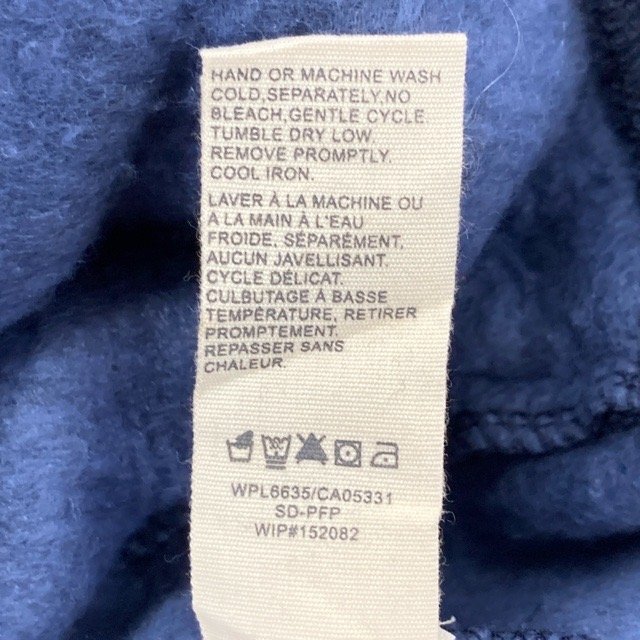 HAND OR MACHINE WASH
COLD,SEPARATELY,NO
BLEACH,GENTLE CYCLE
TUMBLE DRY LOW.
REMOVE PROMPTLY.
COOL IRON.
LAVER À LA MACHINE OU
A LA MAIN À L'EAU
FROIDE, SÉPARÉMENT,
AUCUN JAVELLISANT.
CYCLE DÉLICAT.
CULBUTAGE À BASSE
TEMPÉRATURE, RETIRER
PROMPTEMENT.
REPASSER SANS
CHALEUR.
WPL6635/CA05331
SD-PFP
WIP#152082